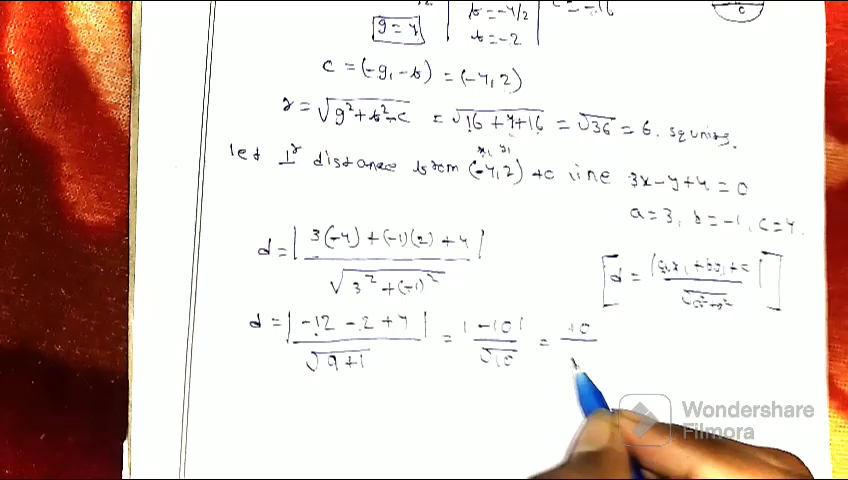 g = 4
f = -4/2
f = -2
c = -16
c
c = (-g, -f) = (-4, 2)
r = √g²+f²-c = √16+4+16 = √36 = 6. squnits.
x₁ y₁
let ⊥r distance from (-4, 2) to line 3x-y+4=0
a=3, b=-1, c=4.
d = | 3(-4) + (-1)(2) + 4 |
√3²+(-1)²
[ d = |ax₁+by₁+c| / √a²+b² ]
d = | -12 -2 +4 | / √9+1 = |-10| / √10 = 10
Wondershare
Filmora